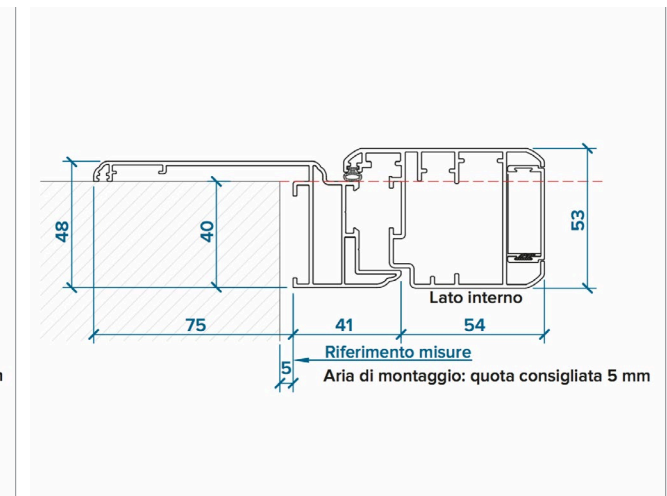 48
40
53
Lato interno
75
41
54
Riferimento misure
5
Aria di montaggio: quota consigliata 5 mm